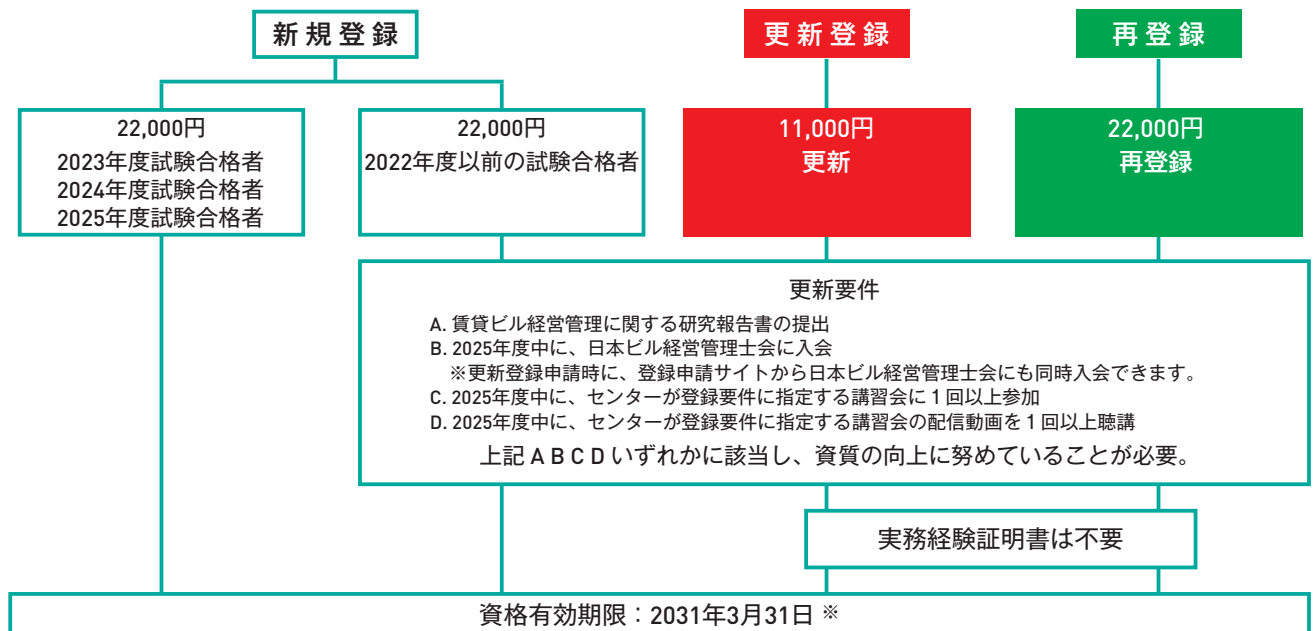 新規登録
更新登録
再登録
22,000円
2023年度試験合格者
2024年度試験合格者
2025年度試験合格者
22,000円
2022年度以前の試験合格者
11,000円
更新
22,000円
再登録
更新要件
A. 賃貸ビル経営管理に関する研究報告書の提出
B. 2025年度中に、日本ビル経営管理士会に入会
※更新登録申請時に、登録申請サイトから日本ビル経営管理士会にも同時入会できます。
C. 2025年度中に、センターが登録要件に指定する講習会に１回以上参加
D. 2025年度中に、センターが登録要件に指定する講習会の配信動画を１回以上聴講
上記 A B C D いずれかに該当し、資質の向上に努めていることが必要。
実務経験証明書は不要
資格有効期限：2031年3月31日 ※